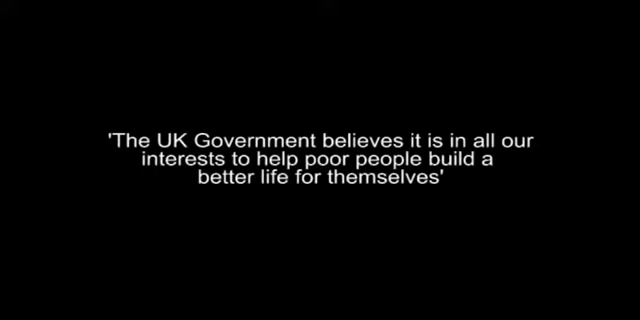 'The UK Government believes it is in all our
interests to help poor people build a
better life for themselves'